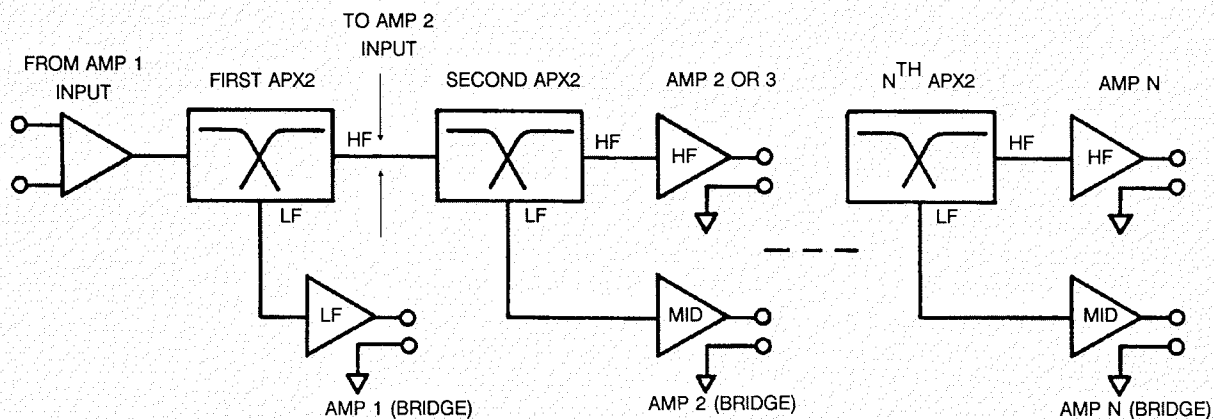 TO AMP 2
INPUT
FROM AMP 1
INPUT
FIRST APX2
SECOND APX2
AMP 2 OR 3
NTH APX2
AMP N
HF
HF
HF
HF
HF
LF
LF
LF
LF
MID
MID
AMP 1 (BRIDGE)
AMP 2 (BRIDGE)
AMP N (BRIDGE)